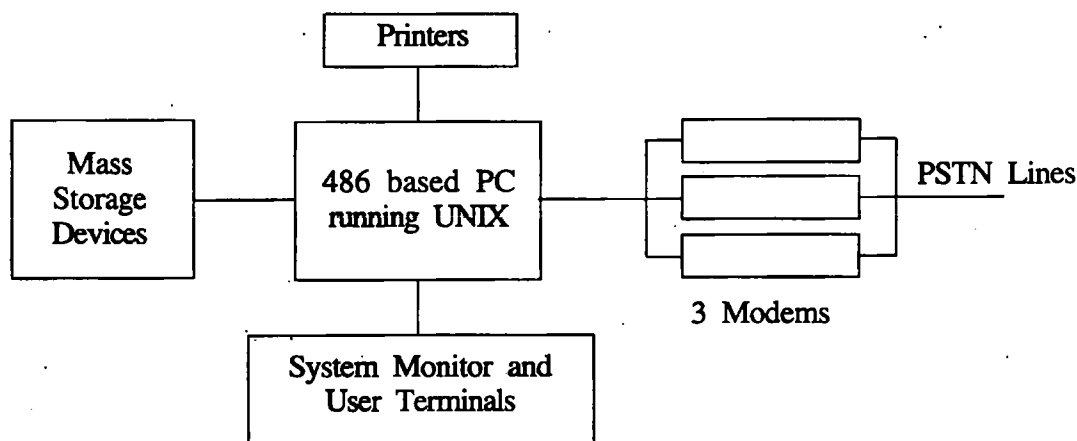 Printers
Mass
Storage
Devices
486 based PC
running UNIX
PSTN Lines
3 Modems
System Monitor and
User Terminals